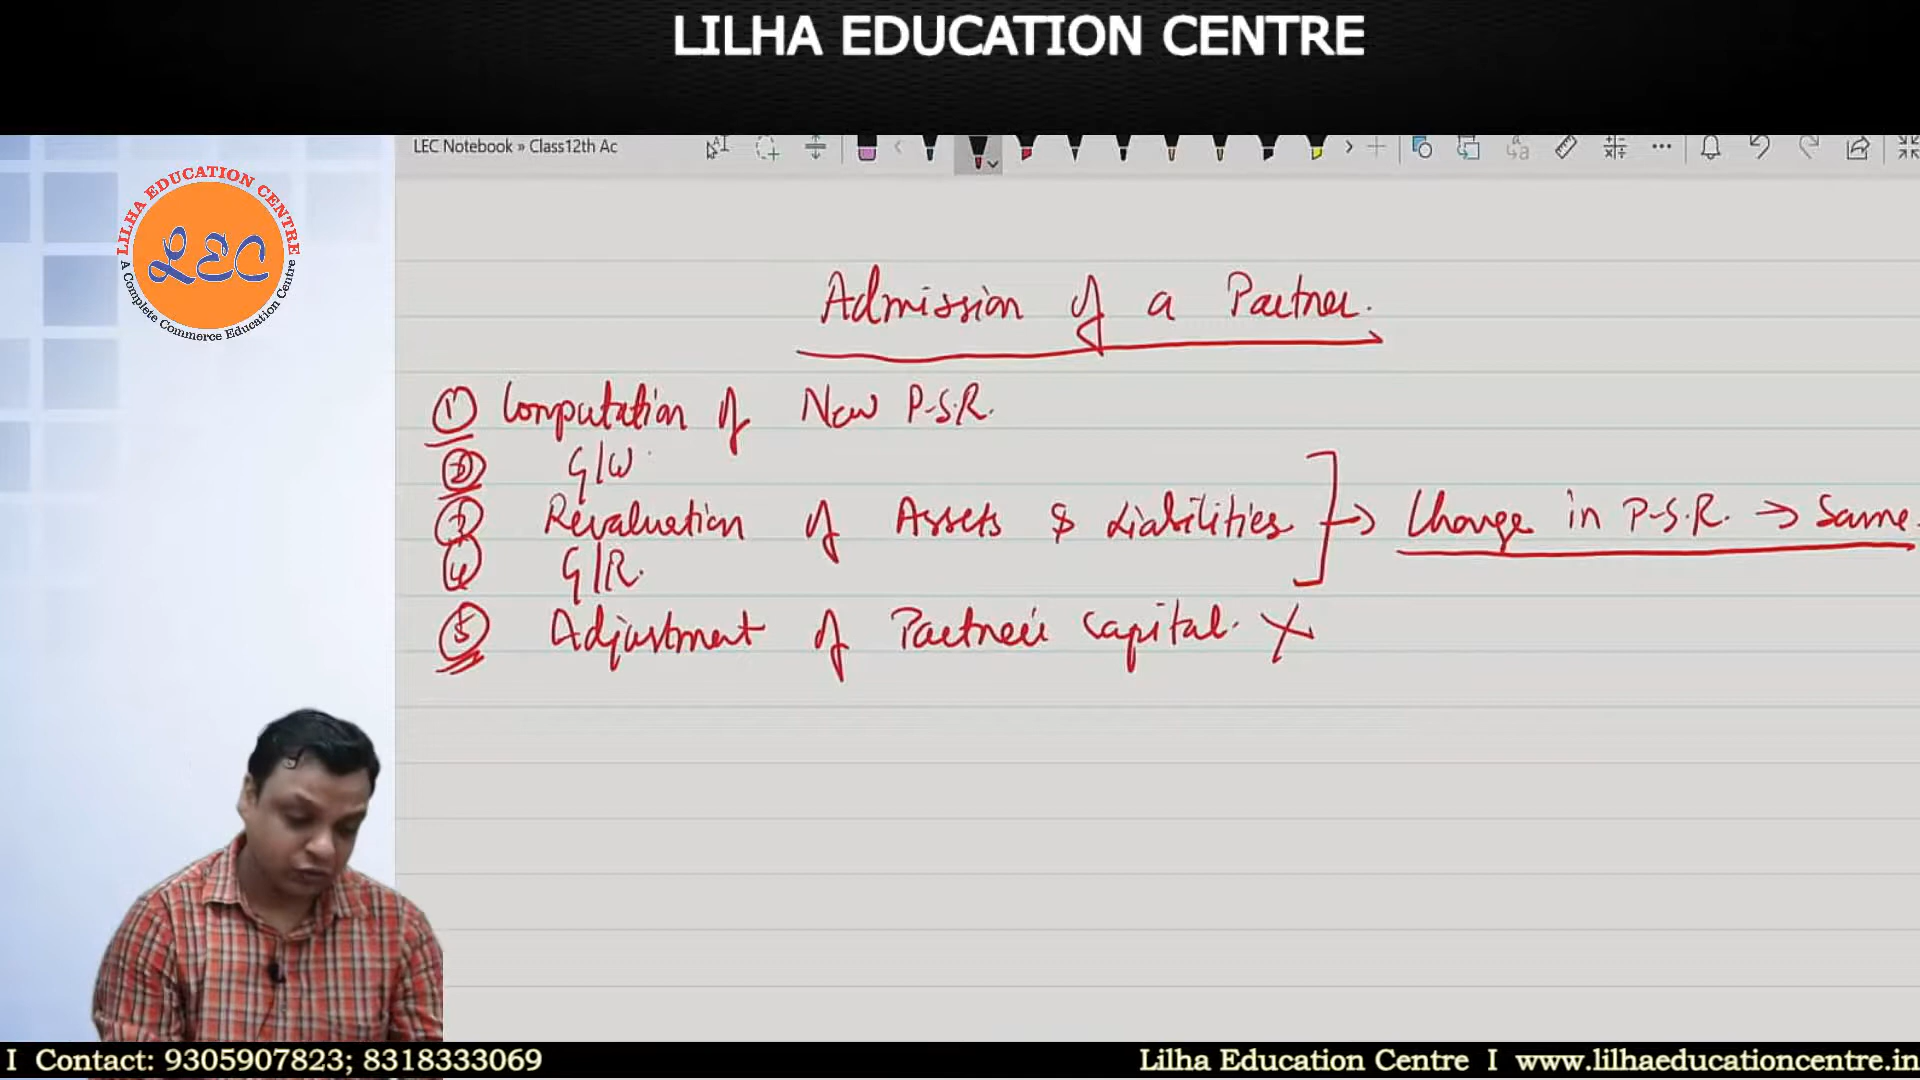 LILHA EDUCATION CENTRE
LEC Notebook » Class12th Ac
LILHA EDUCATION CENTRE
LEC
A Complete Commerce Education Centre
Admission of a Partner.
① Computation of New P.S.R.
② G/W
③ Revaluation of Assets & Liabilities → Change in P.S.R. → Same.
④ G/R.
⑤ Adjustment of Partner's Capital. X
I Contact: 9305907823; 8318333069
Lilha Education Centre I www.lilhaeducationcentre.in